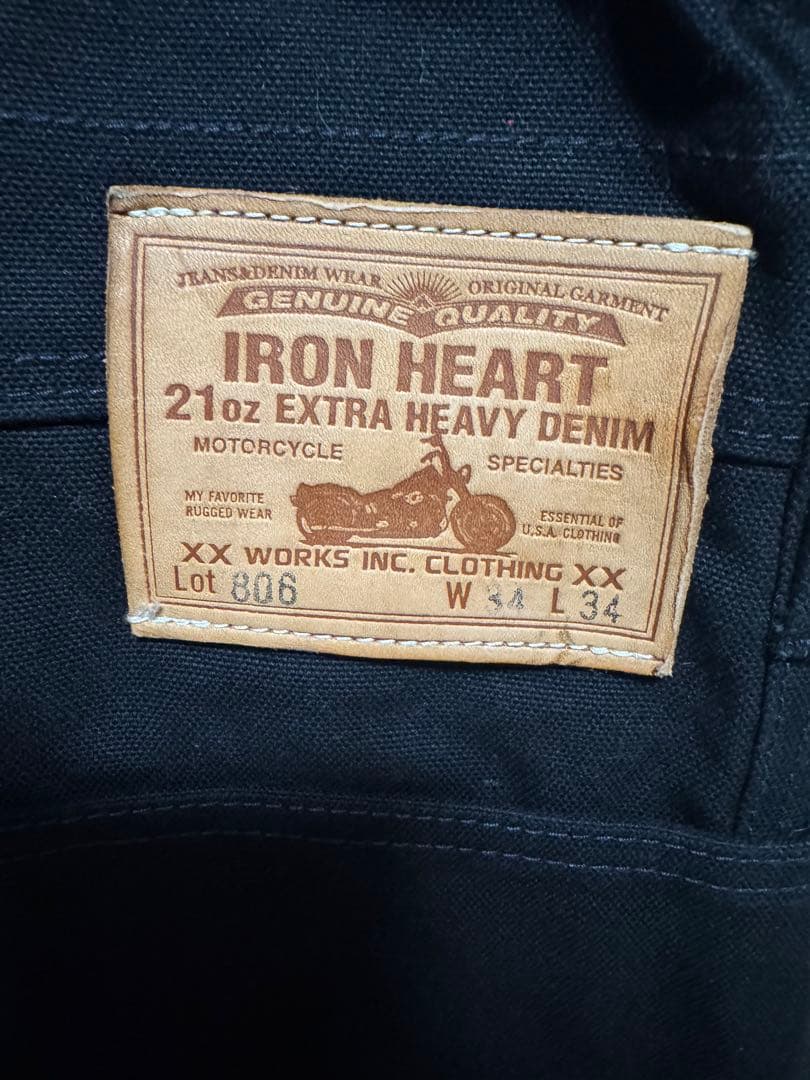 JEANS&DENIM WEAR ORIGINAL GARMENT
GENUINE QUALITY
IRON HEART
21oz EXTRA HEAVY DENIM
MOTORCYCLE SPECIALTIES
MY FAVORITE
RUGGED WEAR
ESSENTIAL OF
U.S.A. CLOTHING
XX WORKS INC. CLOTHING XX
Lot 806 W 34 L 34